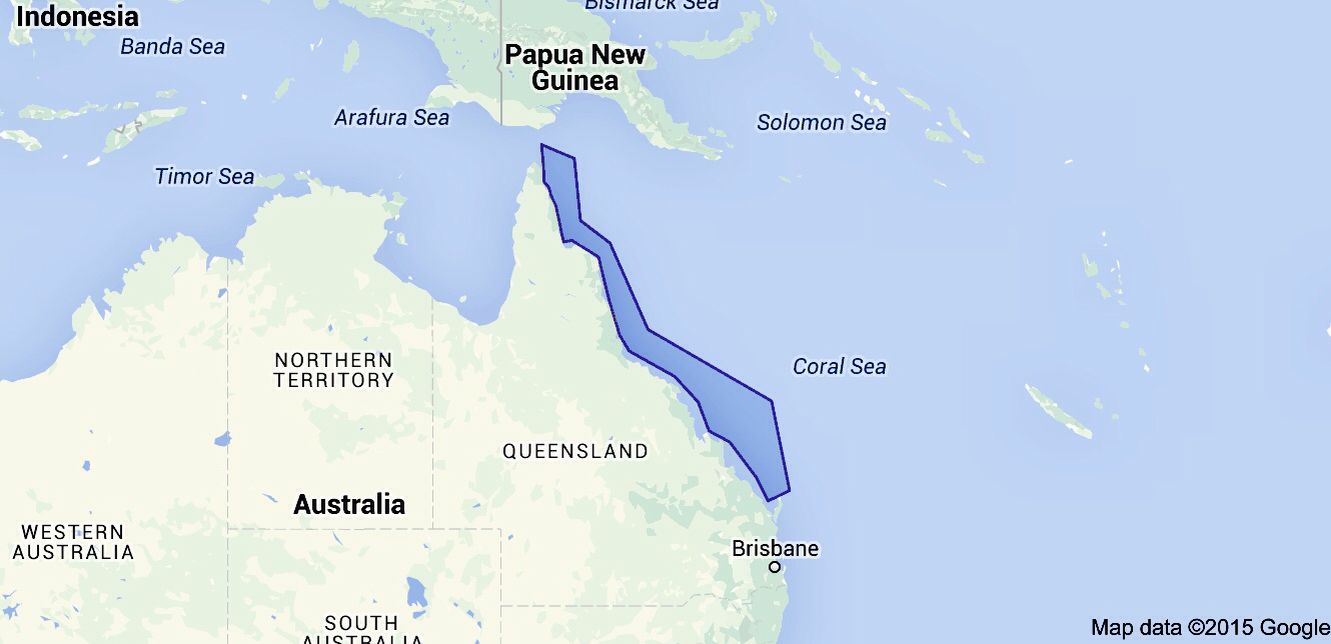 Bismarck Sea
Indonesia
Banda Sea
Papua New
Guinea
Arafura Sea
Solomon Sea
Timor Sea
NORTHERN
TERRITORY
Coral Sea
QUEENSLAND
Australia
WESTERN
AUSTRALIA
Brisbane
SOUTH
AUSTRALIA
Map data ©2015 Google